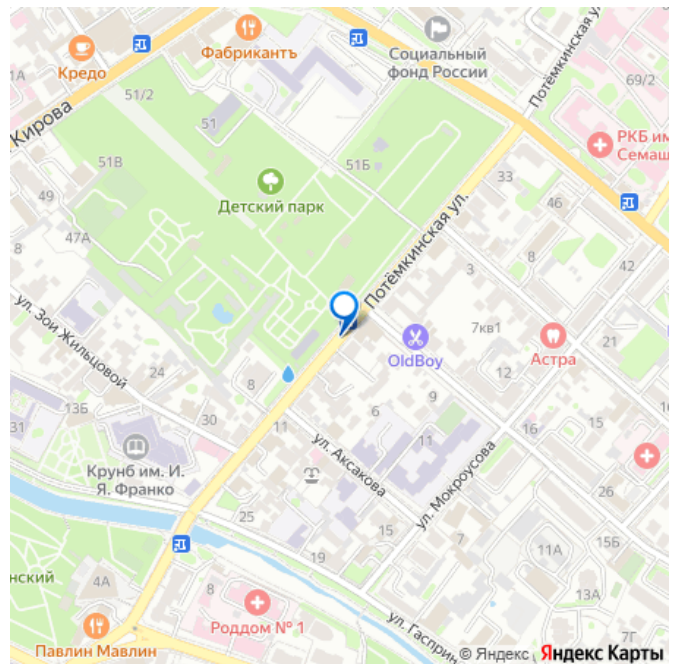 Фабрикантъ
Социальный
фонд России
Потёмкинская ул.
Кредо
1А
51/2
69/2
Кирова
51
РКБ им
Семаш
51В
51Б
33
Детский парк
49
46
47А
8
8
42
Потёмкинская ул.
3
7кв1
21
OldBoy
Астра
ул. Зои Жильцовой
24
8
12
9
13Б
30
6
31
11
11
16
15
ул. Аксакова
Крунб им. И.
Я. Франко
ул. Мокроусова
26
25
15
7
15Б
19
11А
нский
4А
8
13А
Роддом № 1
ул. Гасприн
7Г
Павлин Мавлин
© Яндекс
Яндекс Карты